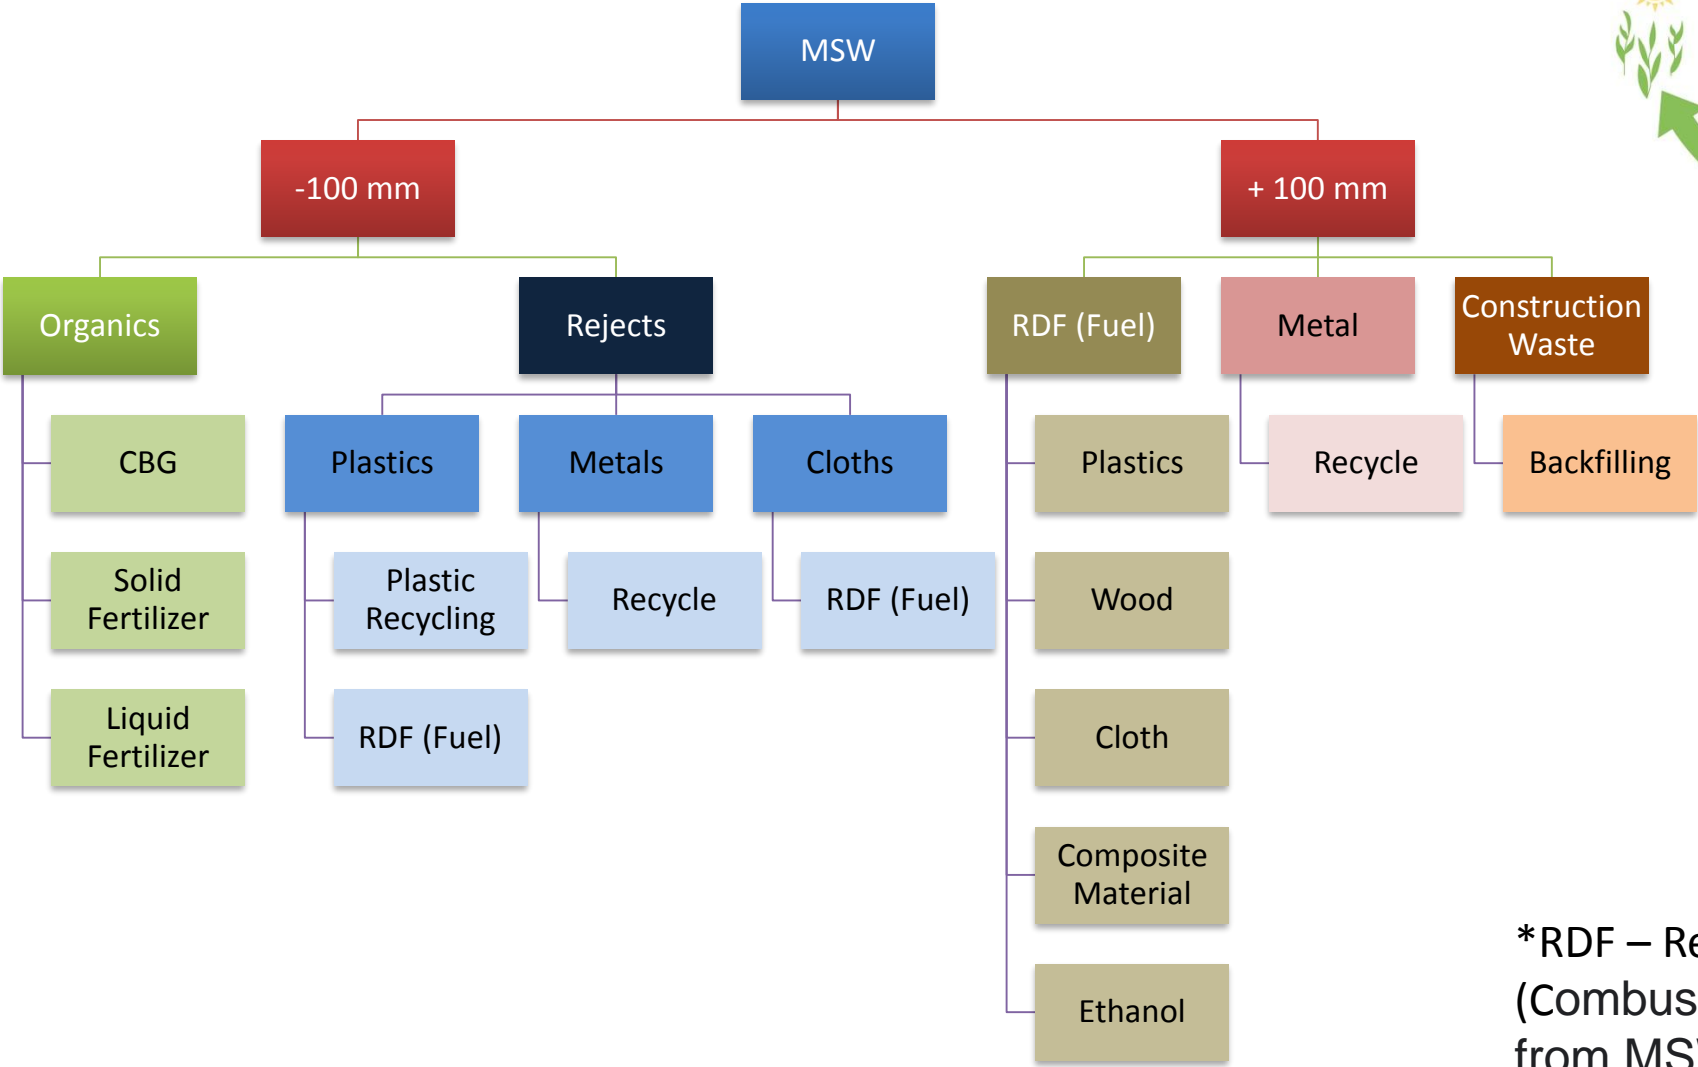 MSW
-100 mm
+ 100 mm
Organics
Rejects
RDF (Fuel)
Metal
Construction
Waste
CBG
Plastics
Metals
Cloths
Plastics
Recycle
Backfilling
Solid
Fertilizer
Plastic
Recycling
Recycle
RDF (Fuel)
Wood
Liquid
Fertilizer
RDF (Fuel)
Cloth
Composite
Material
Ethanol
*RDF –
from